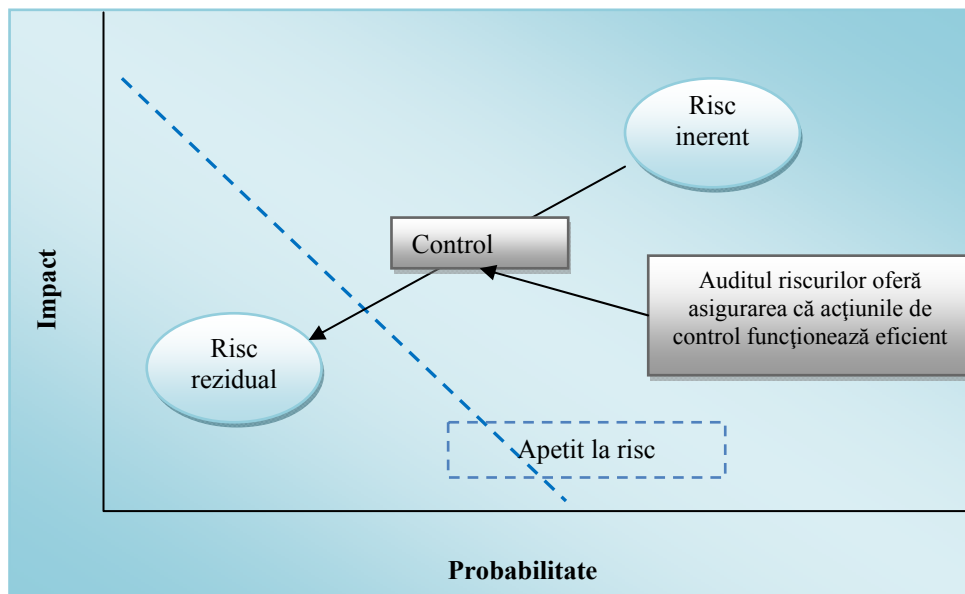 Risc
inerent
Control
Auditul riscurilor oferă
asigurarea că acţiunile de
control funcţionează eficient
Impact
Risc
rezidual
Apetit la risc
Probabilitate